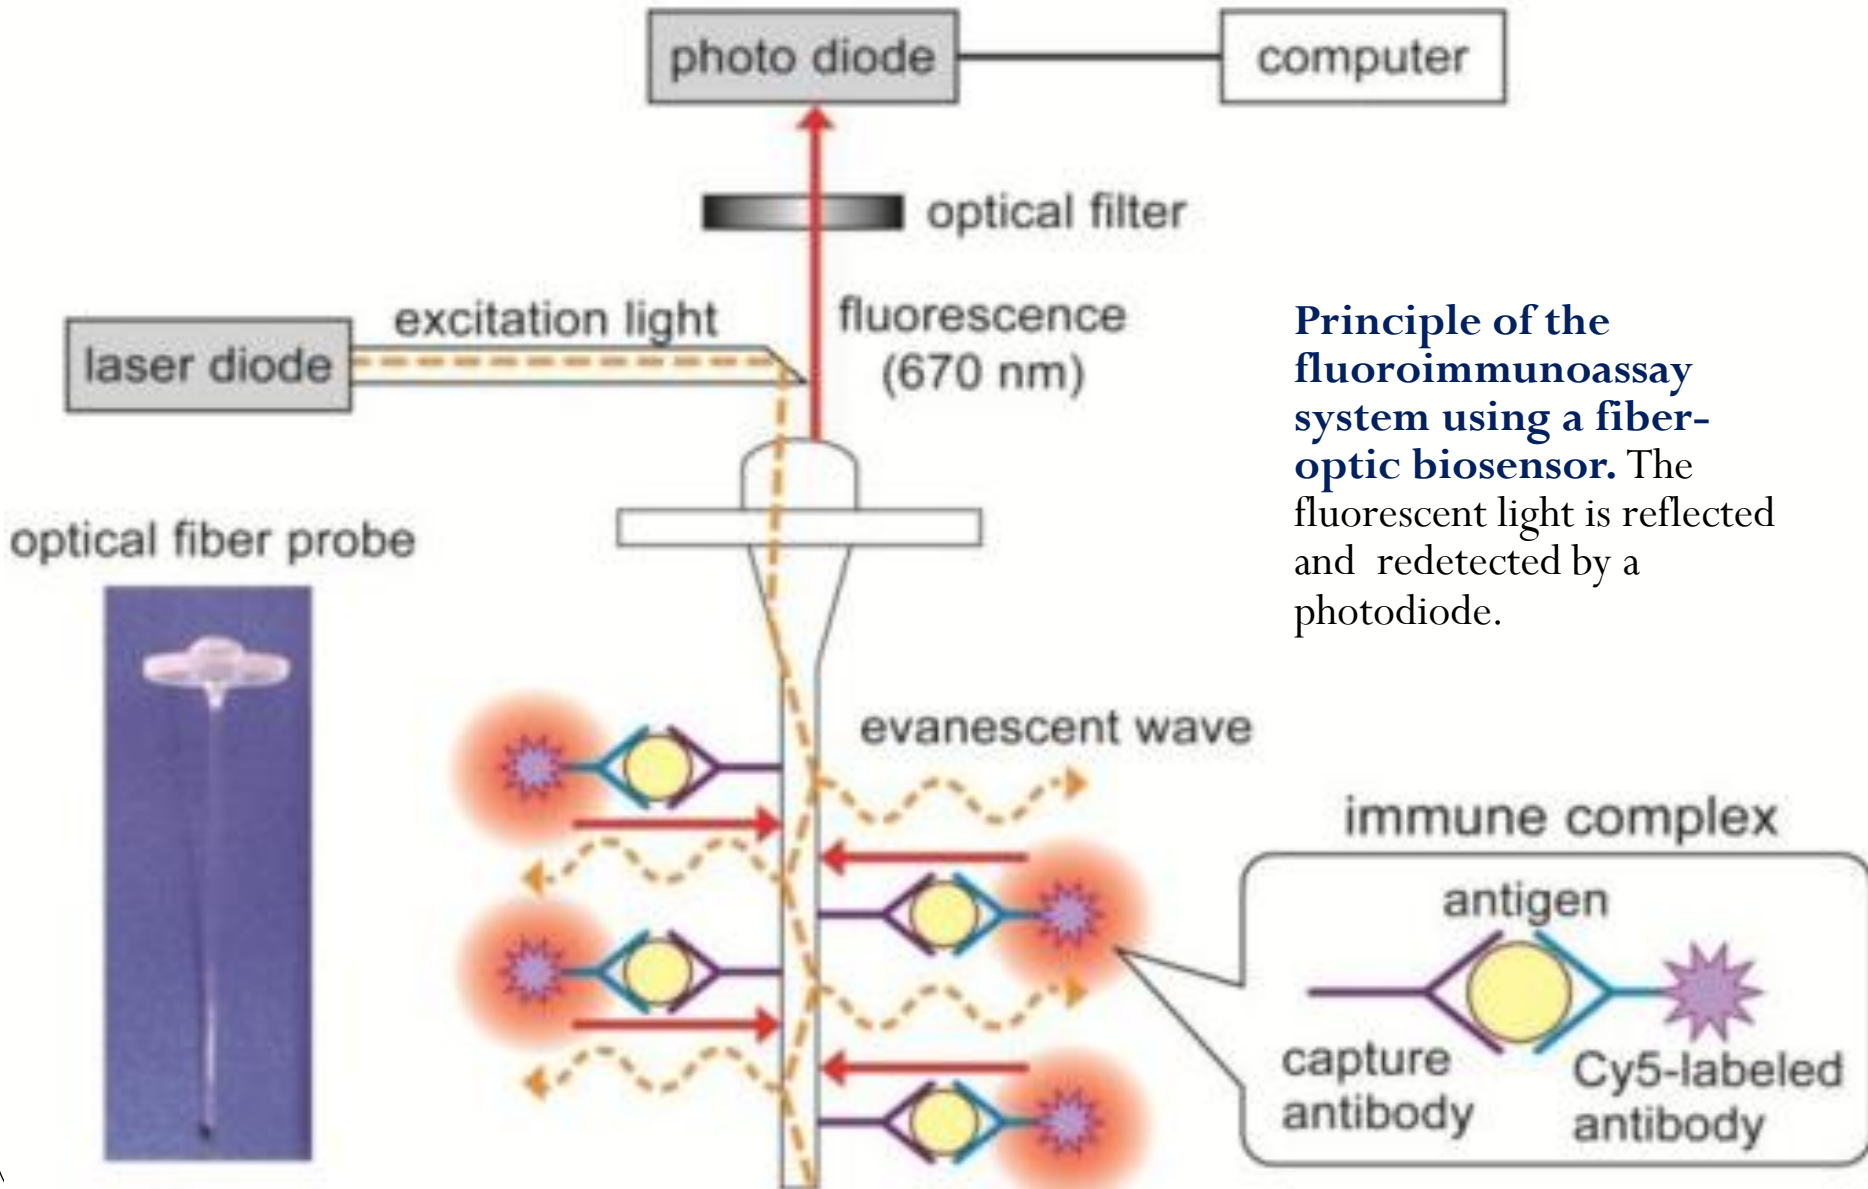 photo diode
computer
optical filter
excitation light
laser diode
fluorescence
(670 nm)
Principle of the
fluoroimmunoassay
system using a fiber-
optic biosensor. The
fluorescent light is reflected
and  redetected by a
photodiode.
optical fiber probe
evanescent wave
immune complex
antigen
capture
antibody
Cy5-labeled
antibody